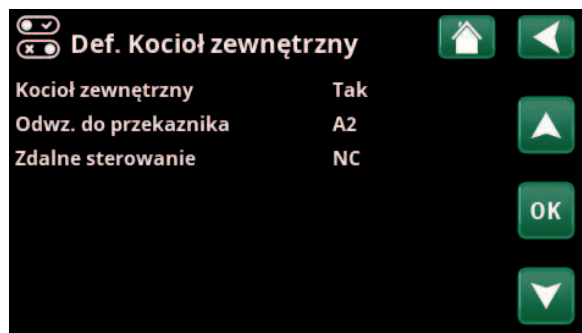 Def. Kocioł zewnętrzny
Kocioł zewnętrzny Tak
Odwz. do przekaznika A2
Zdalne sterowanie NC
OK